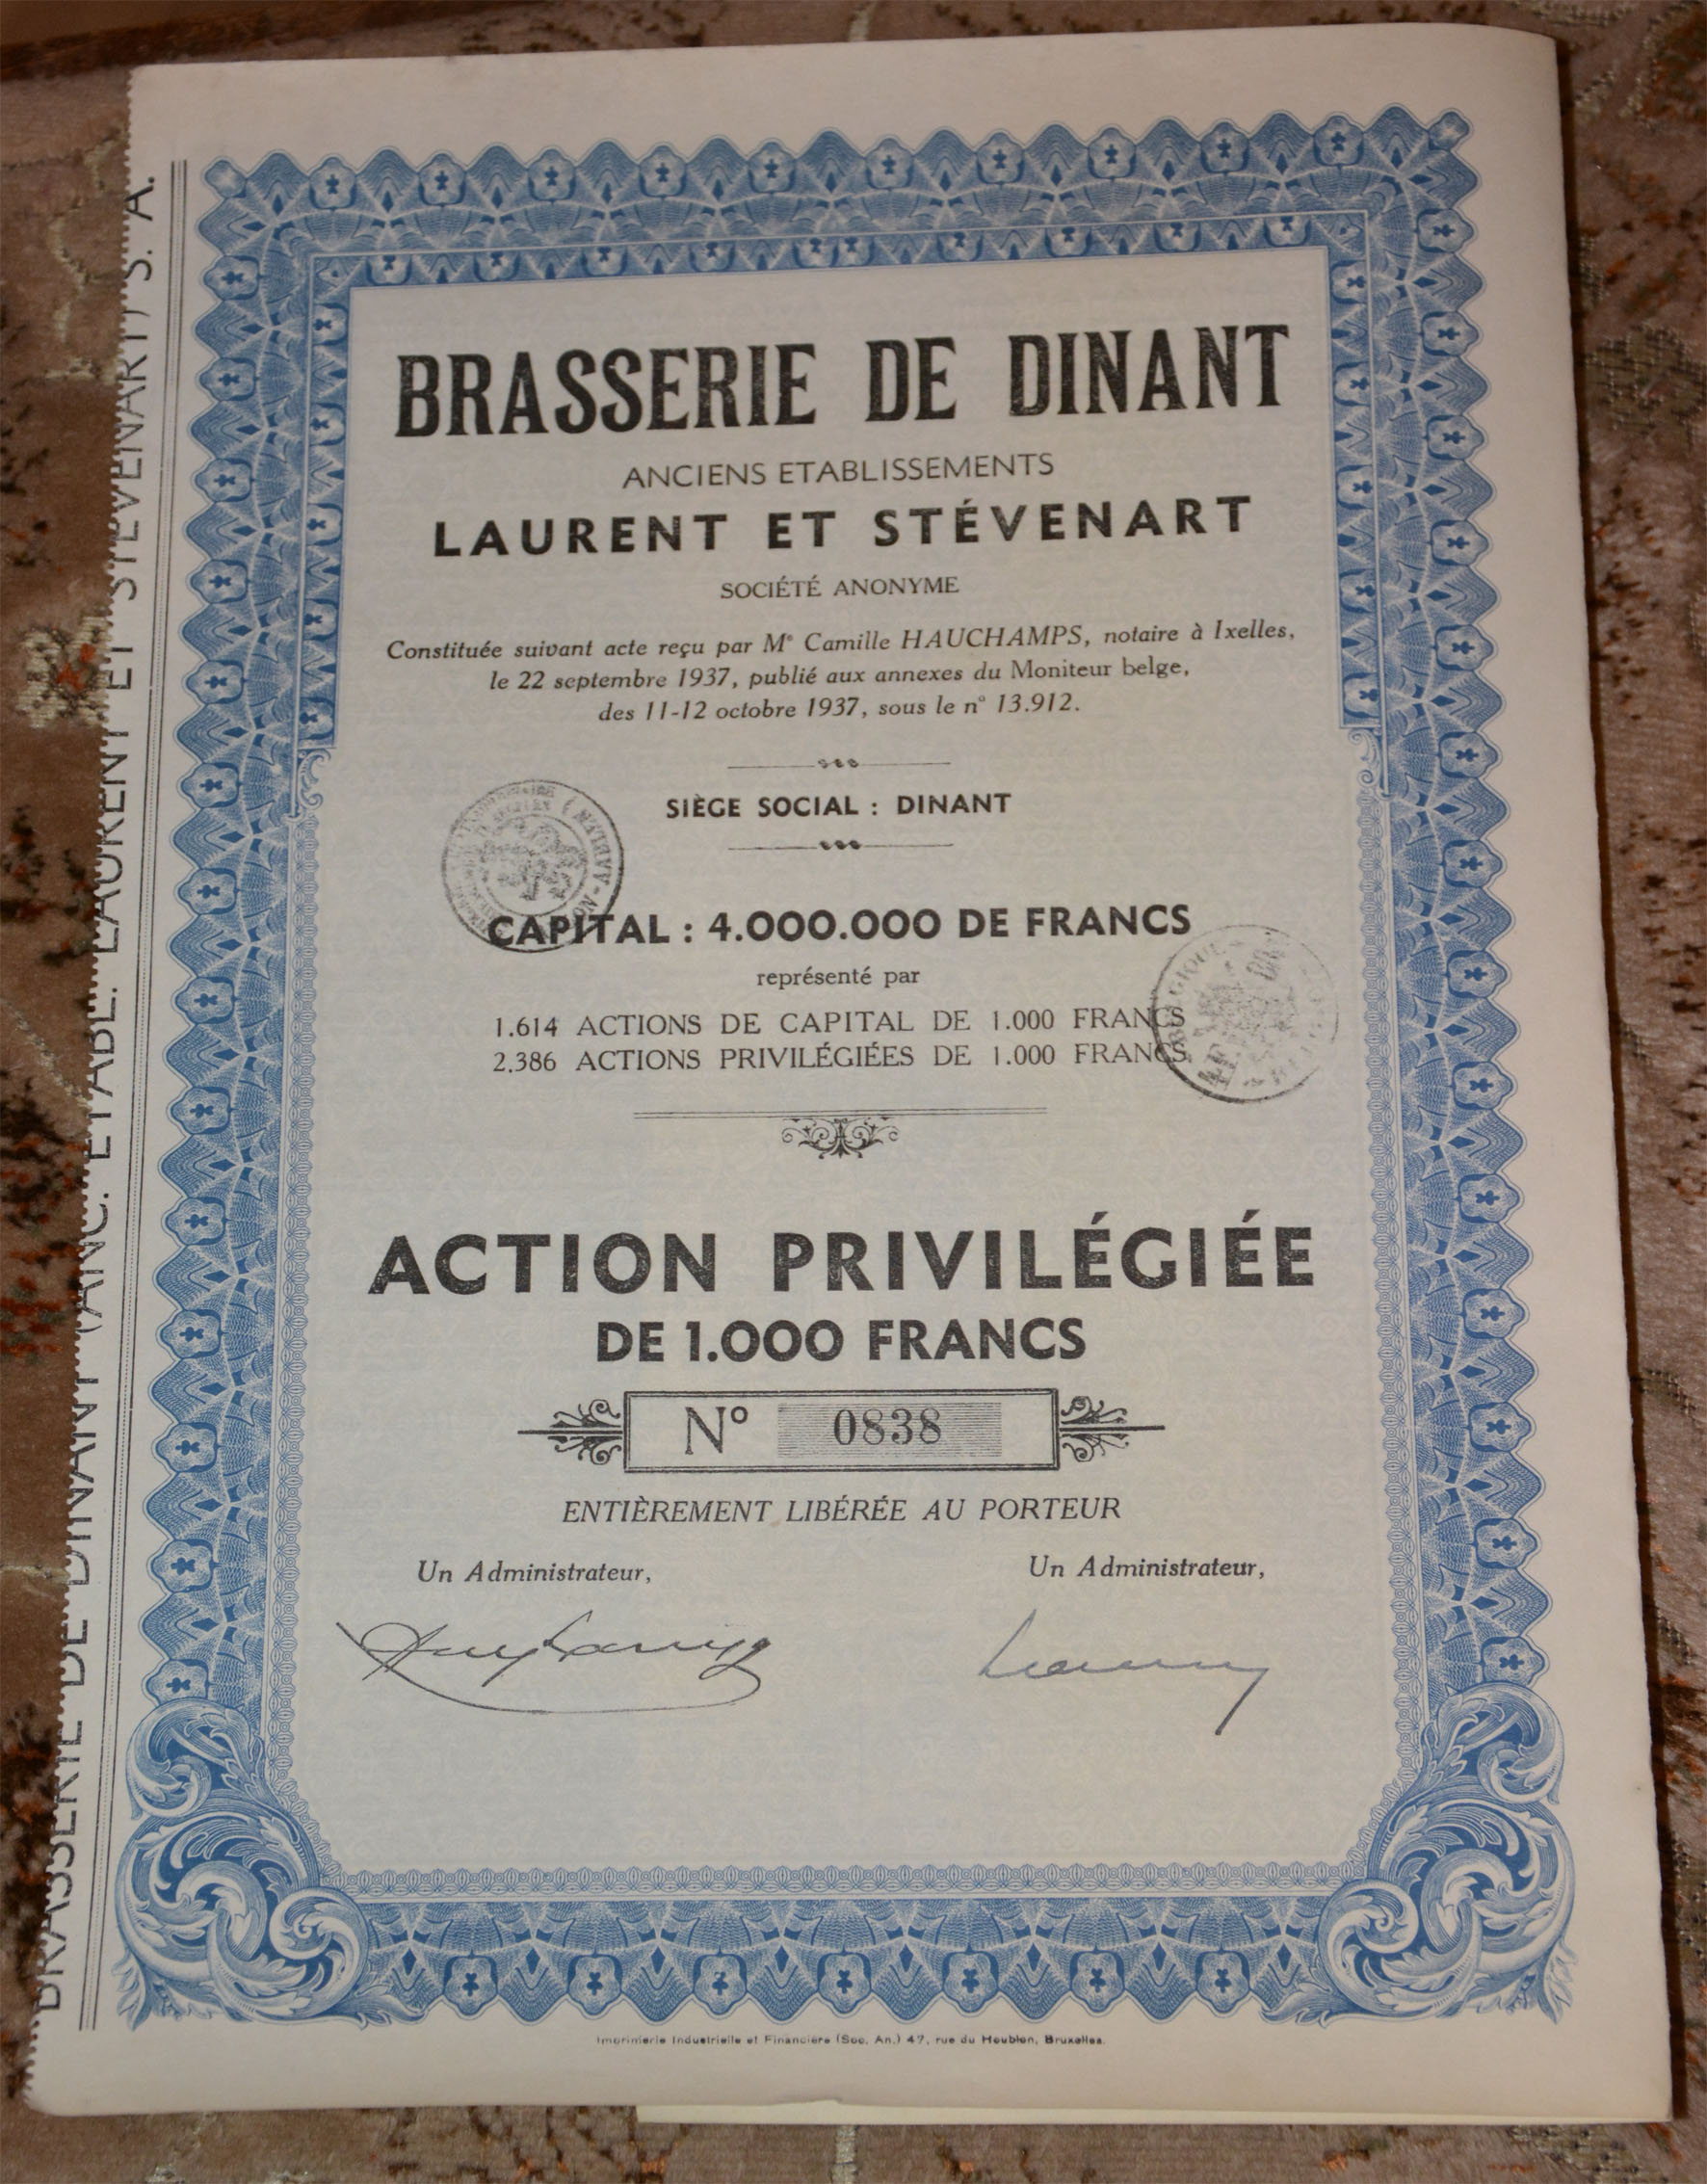 BRASSERIE DE DINANT
ANCIENS ETABLISSEMENTS
LAURENT ET STÉVENART
SOCIÉTÉ ANONYME
Constituée suivant acte reçu par Mᵉ Camille HAUCHAMPS, notaire à Ixelles,
le 22 septembre 1937, publié aux annexes du Moniteur belge,
des 11-12 octobre 1937, sous le nº 13.912.
SIÈGE SOCIAL : DINANT
CAPITAL : 4.000.000 DE FRANCS
représenté par
1.614 ACTIONS DE CAPITAL DE 1.000 FRANCS
2.386 ACTIONS PRIVILÉGIÉES DE 1.000 FRANCS
ACTION PRIVILÉGIÉE
DE 1.000 FRANCS
Nº 0838
ENTIÈREMENT LIBÉRÉE AU PORTEUR
Un Administrateur,
Un Administrateur,
Imprimerie Industrielle et Financière (Soc. An.) 47, rue du Houblon, Bruxelles.
BRASSERIE DE DINANT (ANC. ETABL. LAURENT ET STÉVENART) S. A.